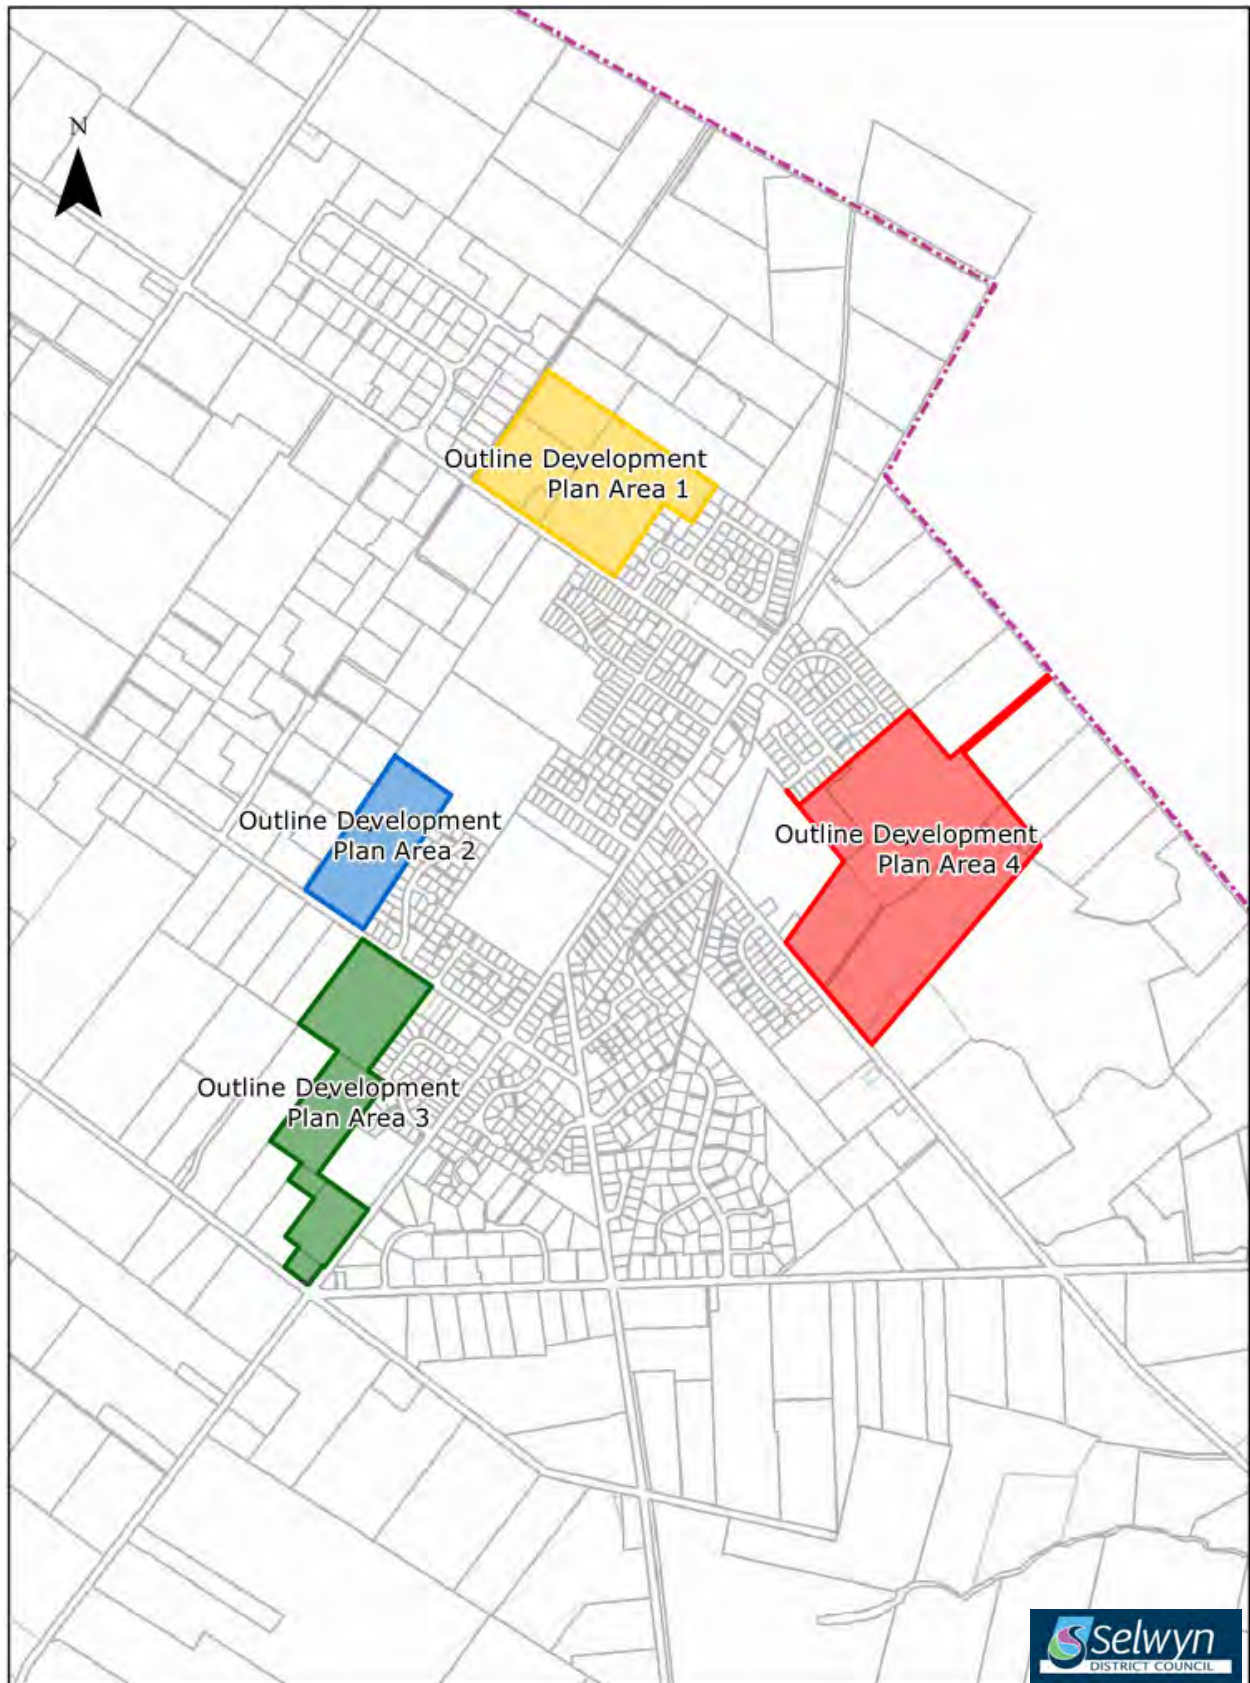 N
Outline Development
Plan Area 1
Outline Development
Plan Area 2
Outline Development
Plan Area 4
Outline Development
Plan Area 3
Selwyn
DISTRICT COUNCIL